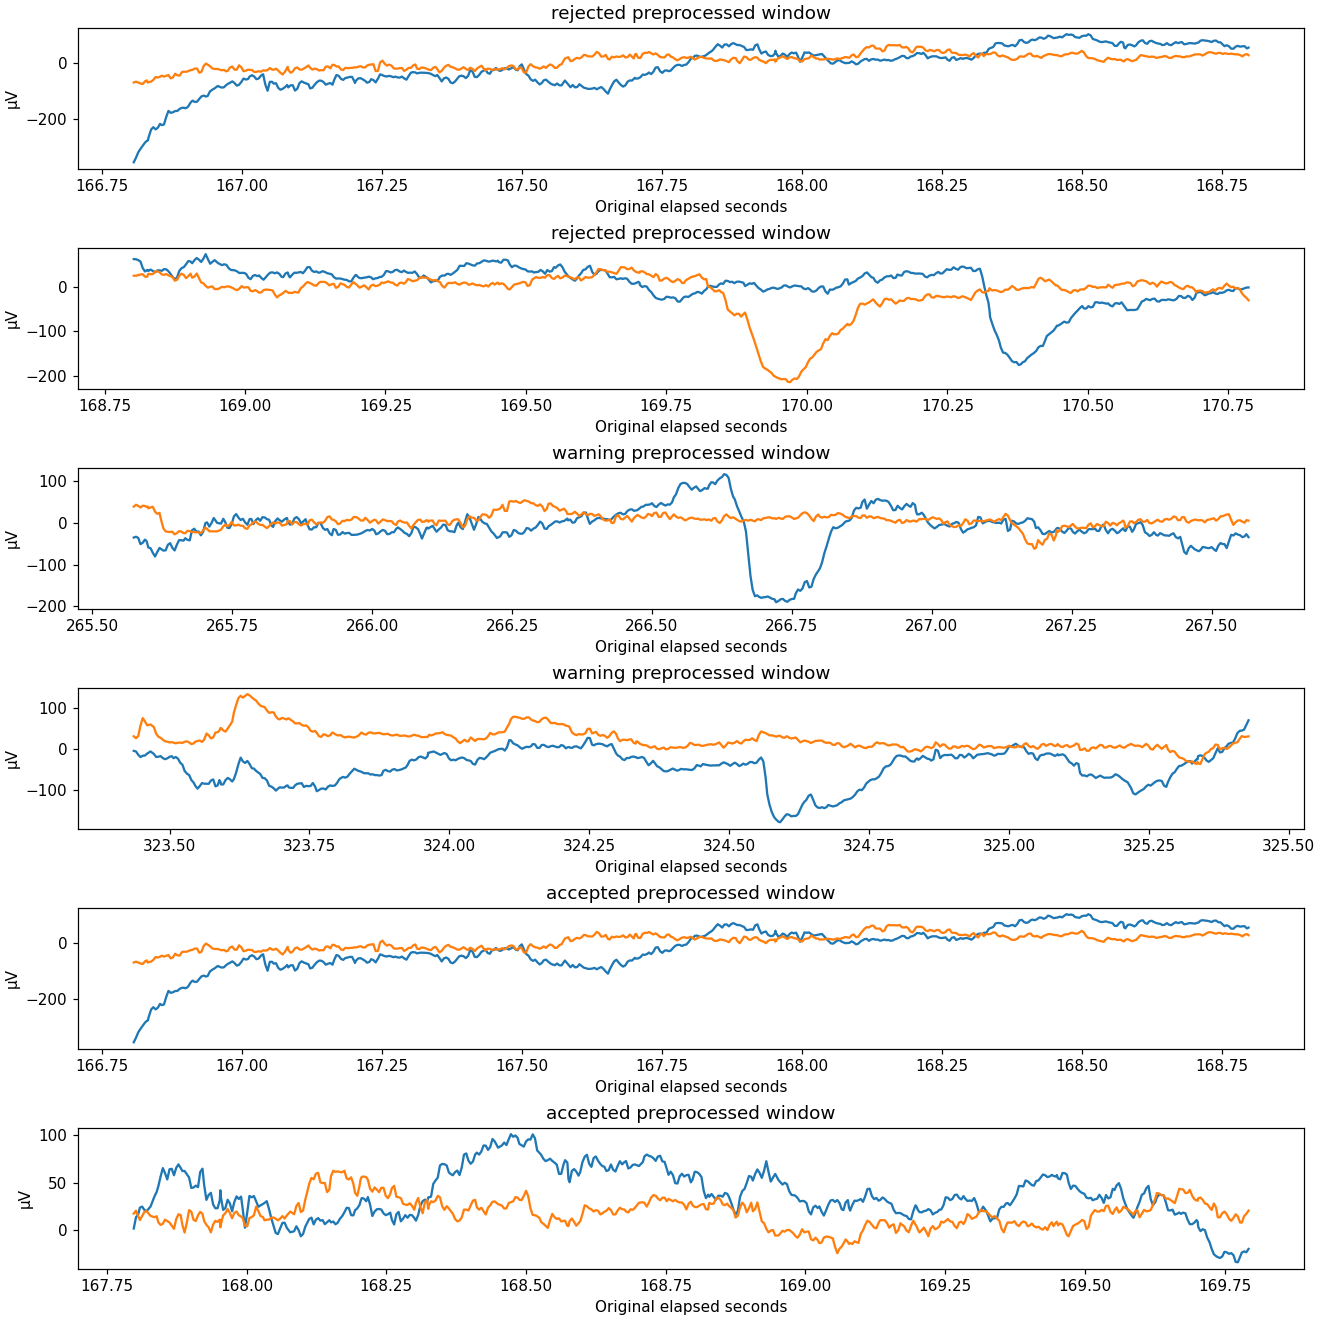 rejected preprocessed window
0
−200
µV
166.75 167.00 167.25 167.50 167.75 168.00 168.25 168.50 168.75
Original elapsed seconds
rejected preprocessed window
0
−100
−200
µV
168.75 169.00 169.25 169.50 169.75 170.00 170.25 170.50 170.75
Original elapsed seconds
warning preprocessed window
100
0
−100
−200
µV
265.50 265.75 266.00 266.25 266.50 266.75 267.00 267.25 267.50
Original elapsed seconds
warning preprocessed window
100
0
−100
µV
323.50 323.75 324.00 324.25 324.50 324.75 325.00 325.25 325.50
Original elapsed seconds
accepted preprocessed window
0
−200
µV
166.75 167.00 167.25 167.50 167.75 168.00 168.25 168.50 168.75
Original elapsed seconds
accepted preprocessed window
100
50
0
µV
167.75 168.00 168.25 168.50 168.75 169.00 169.25 169.50 169.75
Original elapsed seconds